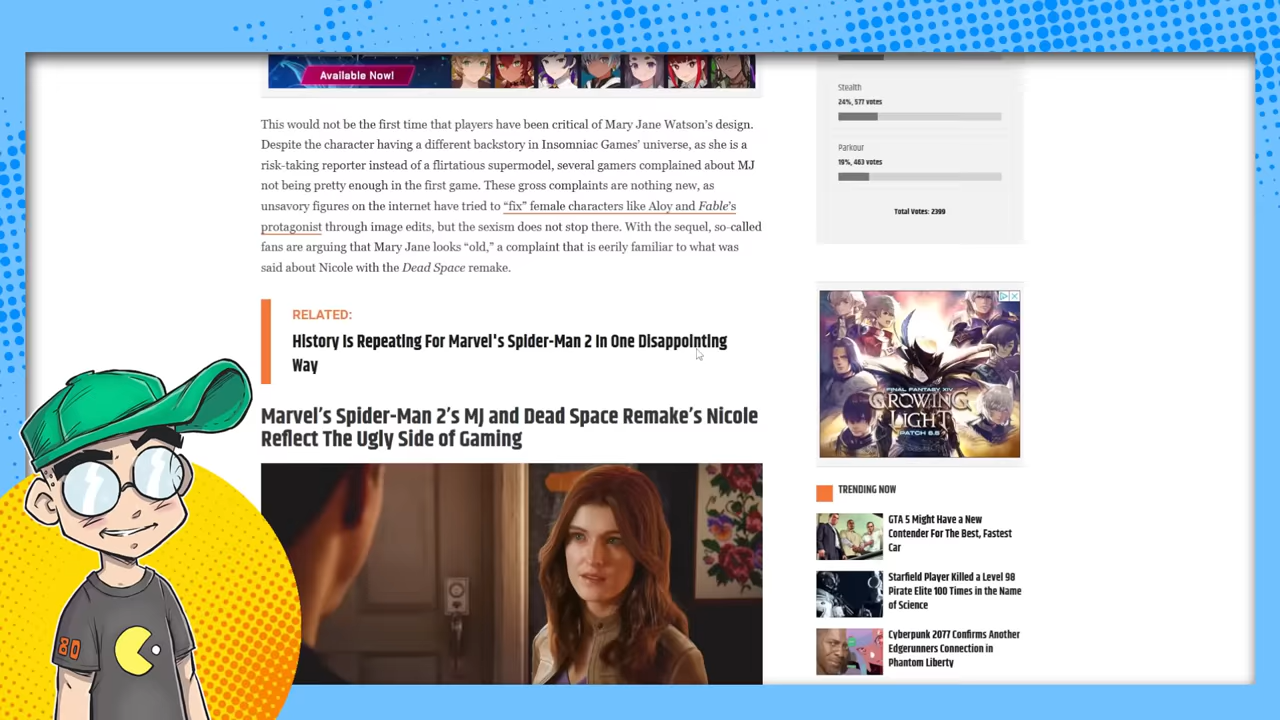 Available Now!
This would not be the first time that players have been critical of Mary Jane Watson's design.
Despite the character having a different backstory in Insomniac Games' universe, as she is a
risk-taking reporter instead of a flirtatious supermodel, several gamers complained about MJ
not being pretty enough in the first game. These gross complaints are nothing new, as
unsavory figures on the internet have tried to "fix" female characters like Aloy and Fable's
protagonist through image edits, but the sexism does not stop there. With the sequel, so-called
fans are arguing that Mary Jane looks "old," a complaint that is eerily familiar to what was
said about Nicole with the Dead Space remake.
RELATED:
History Is Repeating For Marvel's Spider-Man 2 In One Disappointing
Way
Marvel's Spider-Man 2's MJ and Dead Space Remake's Nicole
Reflect The Ugly Side of Gaming
Stealth
24%, 577 votes
Parkour
19%, 463 votes
Total Votes: 2399
FINAL FANTASY XIV
GROWING
LIGHT
PATCH 6.5
TRENDING NOW
GTA 5 Might Have a New
Contender For The Best, Fastest
Car
Starfield Player Killed a Level 98
Pirate Elite 100 Times in the Name
of Science
Cyberpunk 2077 Confirms Another
Edgerunners Connection in
Phantom Liberty
80